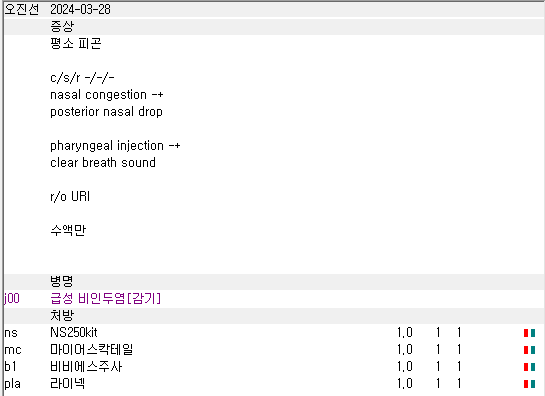 오진선 2024-03-28
증상
평소 피곤
c/s/r -/-/-
nasal congestion -+
posterior nasal drop
pharyngeal injection -+
clear breath sound
r/o URI
수액만
병명
j00 급성 비인두염[감기]
처방
ns NS250kit 1.0 1 1
mc 마이어스칵테일 1.0 1 1
b1 비비에스주사 1.0 1 1
pla 라이넥 1.0 1 1